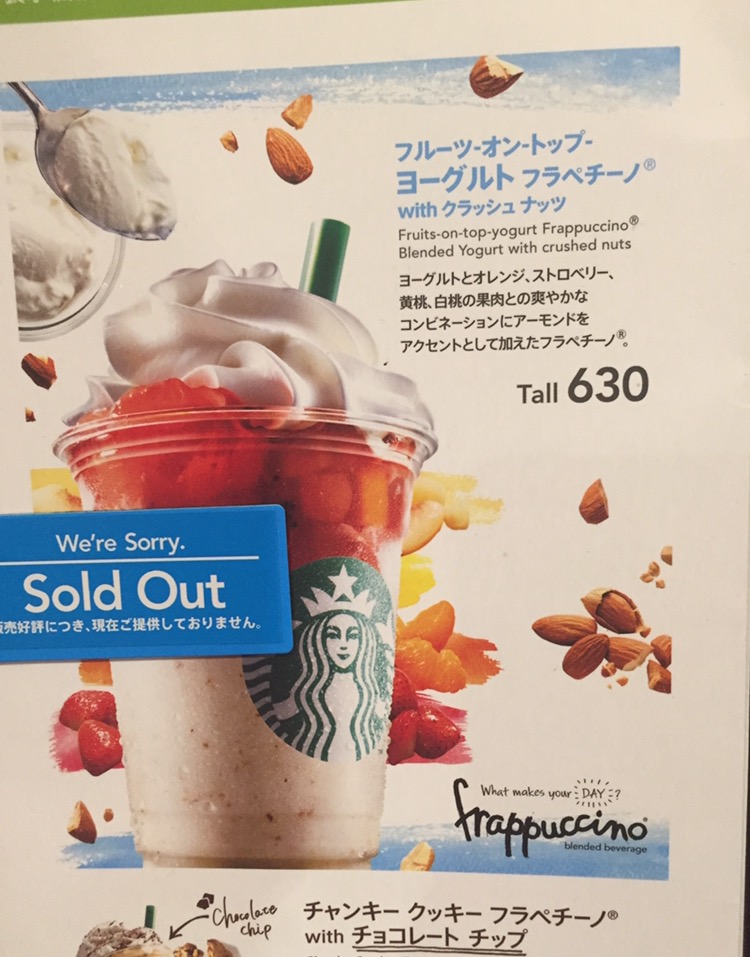 フルーツ-オン-トップ-
ヨーグルト フラペチーノ®
with クラッシュ ナッツ
Fruits-on-top-yogurt Frappuccino®
Blended Yogurt with crushed nuts
ヨーグルトとオレンジ、ストロベリー、
黄桃、白桃の果肉との爽やかな
コンビネーションにアーモンドを
アクセントとして加えたフラペチーノ®。
Tall 630
We're Sorry.
Sold Out
販売好評につき、現在ご提供しておりません。
What makes your DAY?
frappuccino®
blended beverage
chocolate
chip
チャンキー クッキー フラペチーノ®
with チョコレート チップ